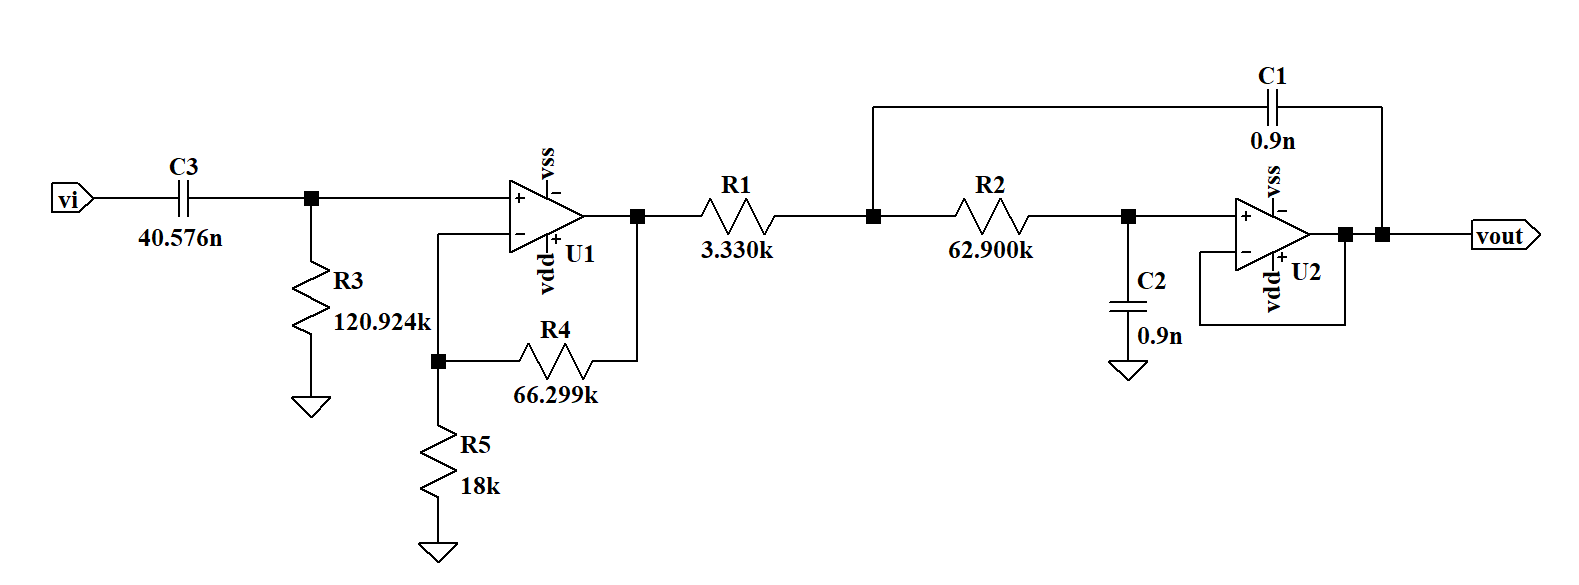 C1
0.9n
C3
vss
vss
R1
R2
vi
+
−
+
−
40.576n
−
+
U1
3.330k
62.900k
vout
−
+
U2
vdd
vdd
R3
120.924k
C2
0.9n
R4
66.299k
R5
18k